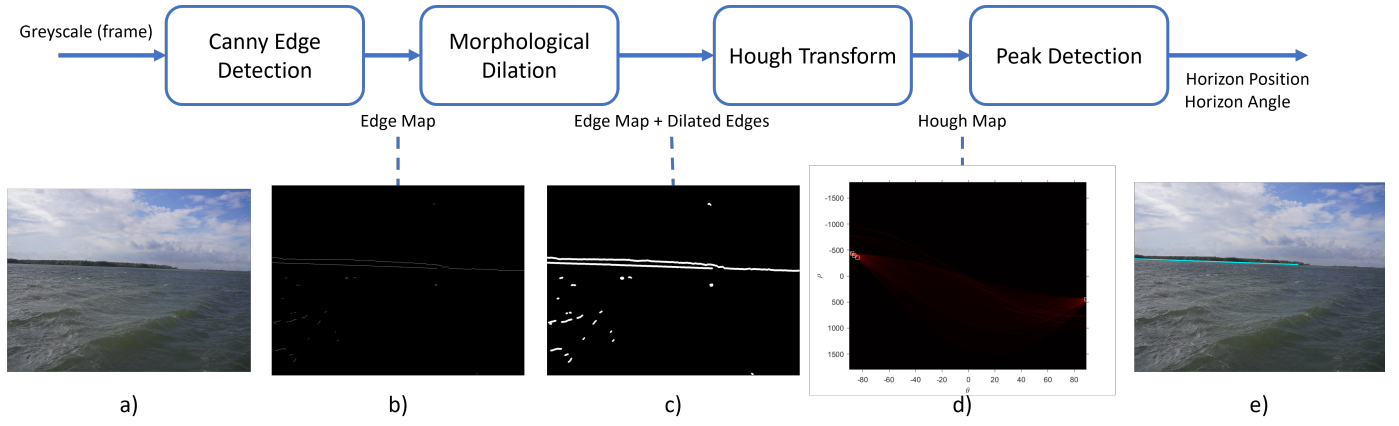 Greyscale (frame)
Canny Edge
Detection
Morphological
Dilation
Hough Transform
Peak Detection
Horizon Position
Horizon Angle
Edge Map
Edge Map + Dilated Edges
Hough Map
-1500
-1000
-500
0
500
1000
1500
ρ
-80
-60
-40
-20
0
20
40
60
80
θ
a)
b)
c)
d)
e)